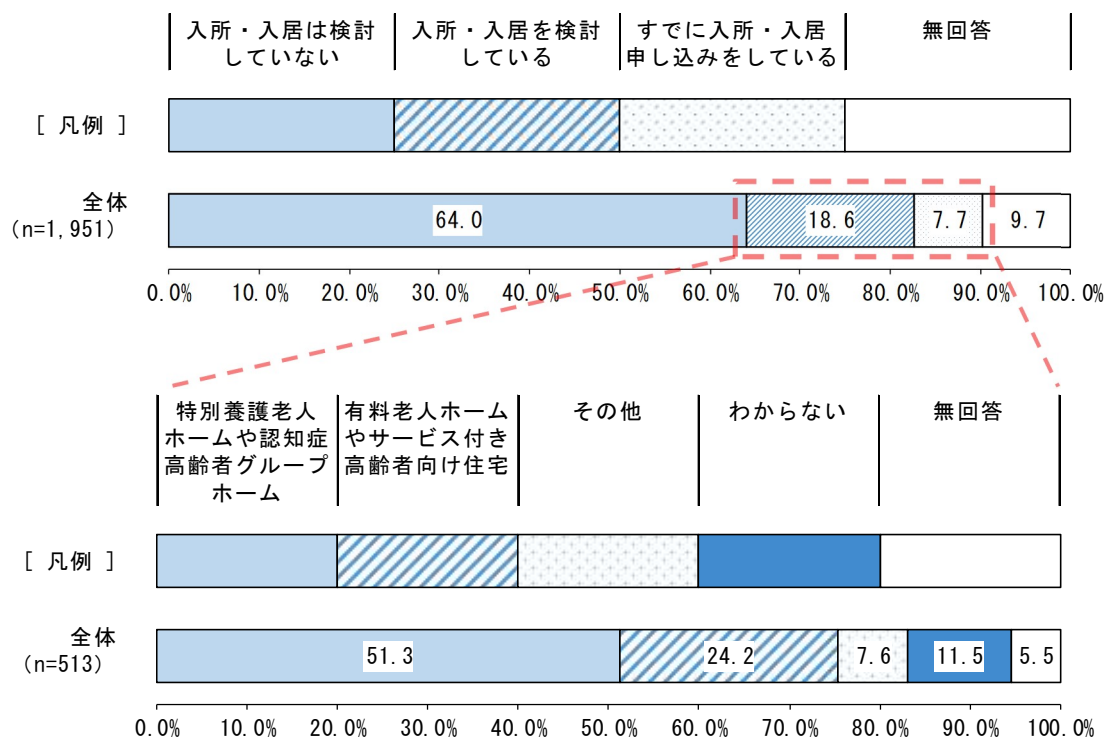 入所・入居は検討
していない
入所・入居を検討
している
すでに入所・入居
申し込みをしている
無回答
[ 凡例 ]
全体
(n=1,951)
64.0
18.6
7.7
9.7
0.0%
10.0%
20.0%
30.0%
40.0%
50.0%
60.0%
70.0%
80.0%
90.0%
100.0%
特別養護老人
ホームや認知症
高齢者グループ
ホーム
有料老人ホーム
やサービス付き
高齢者向け住宅
その他
わからない
無回答
[ 凡例 ]
全体
(n=513)
51.3
24.2
7.6
11.5
5.5
0.0%
10.0%
20.0%
30.0%
40.0%
50.0%
60.0%
70.0%
80.0%
90.0%
100.0%